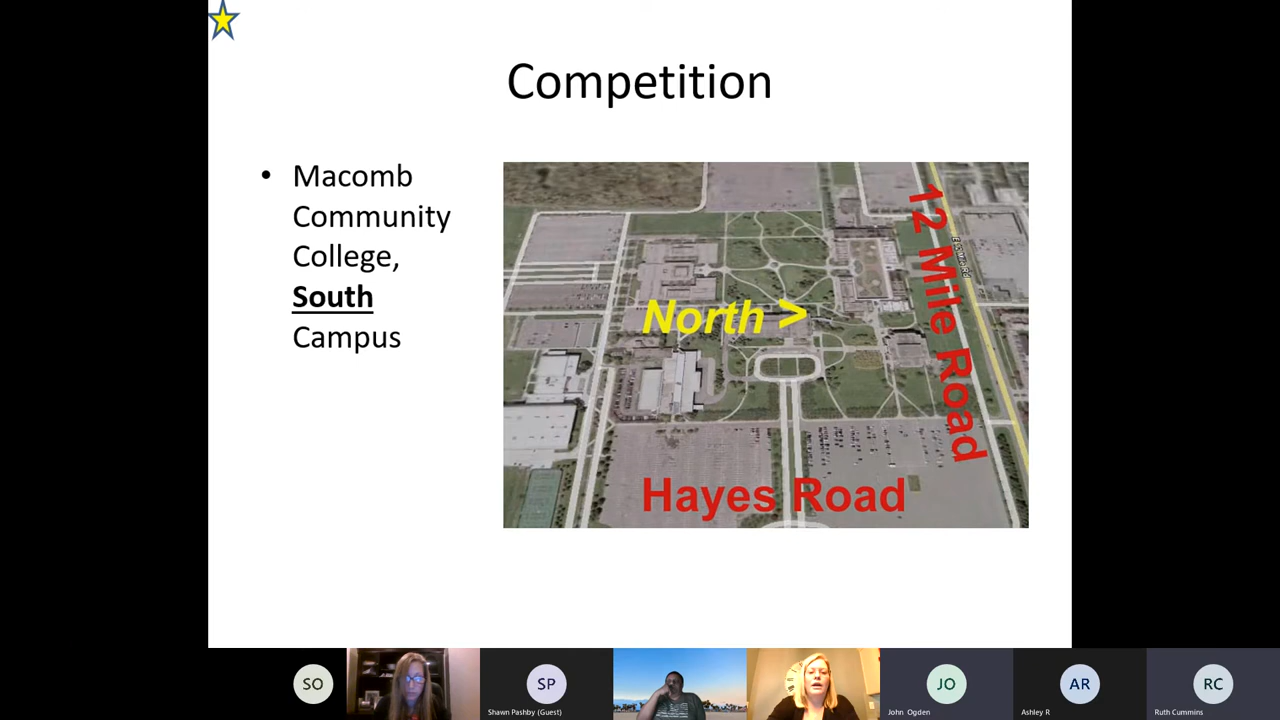 Competition
• Macomb
Community
College,
South
Campus
North >
12 Mile Road
Hayes Road
SO
SP
JO
AR
RC
Shawn Pashby (Guest)
John Ogden
Ashley R
Ruth Cummins